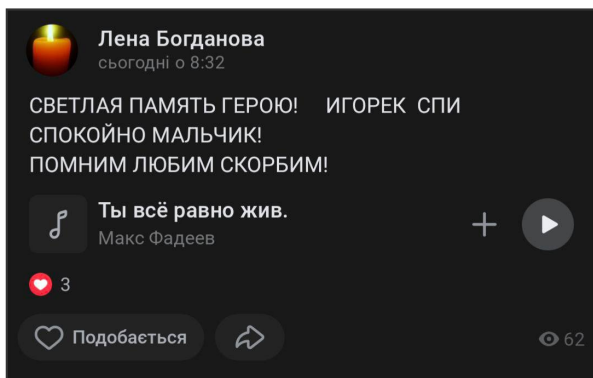 Лена Богданова
сьогодні о 8:32
СВЕТЛАЯ ПАМЯТЬ ГЕРОЮ! ИГОРЕК СПИ
СПОКОЙНО МАЛЬЧИК!
ПОМНИМ ЛЮБИМ СКОРБИМ!
Ты всё равно жив.
Макс Фадеев
3
Подобається
62